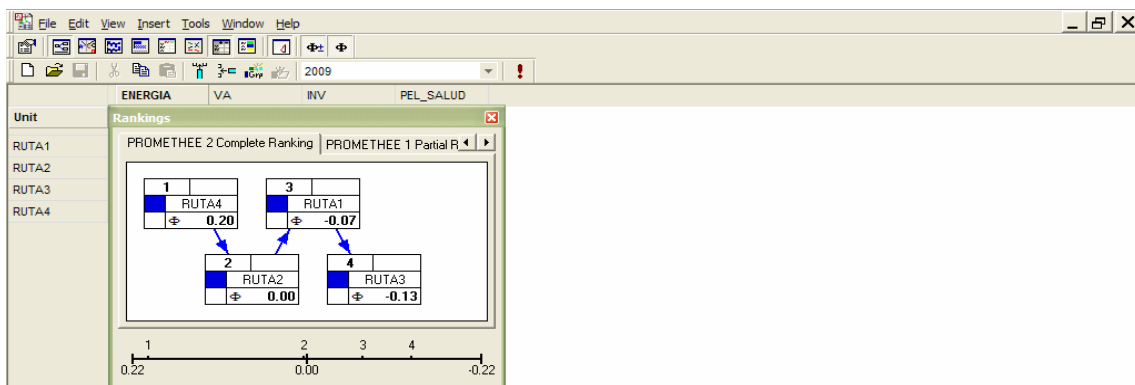 File Edit View Insert Tools Window Help
Φ± Φ
2009
ENERGIA VA INV PEL_SALUD
Unit
RUTA1
RUTA2
RUTA3
RUTA4
Rankings
PROMETHEE 2 Complete Ranking PROMETHEE 1 Partial R
1
RUTA4
Φ 0.20
3
RUTA1
Φ -0.07
2
RUTA2
Φ 0.00
4
RUTA3
Φ -0.13
1 2 3 4
0.22 0.00 -0.22